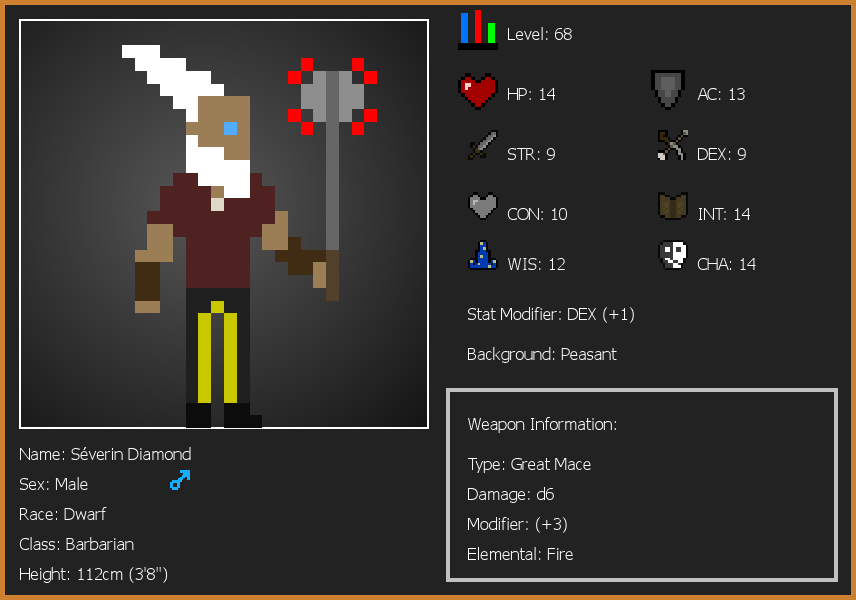 Level: 68
HP: 14
AC: 13
STR: 9
DEX: 9
CON: 10
INT: 14
WIS: 12
CHA: 14
Stat Modifier: DEX (+1)
Background: Peasant
Weapon Information:
Type: Great Mace
Damage: d6
Modifier: (+3)
Elemental: Fire
Name: Séverin Diamond
Sex: Male
Race: Dwarf
Class: Barbarian
Height: 112cm (3'8")